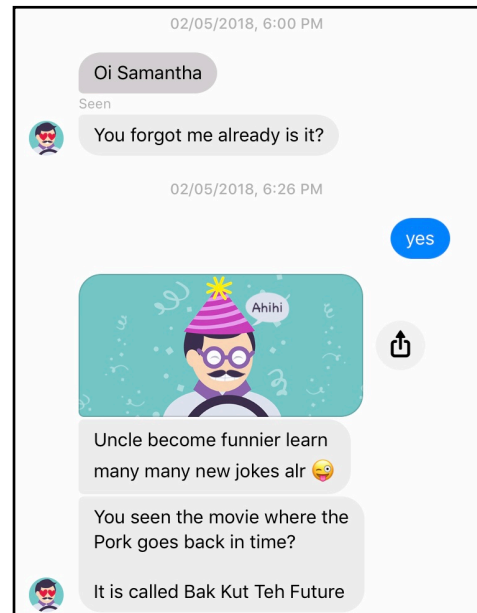 02/05/2018, 6:00 PM
Oi Samantha
Seen
You forgot me already is it?
02/05/2018, 6:26 PM
yes
Ahihi
Uncle become funnier learn
many many new jokes alr 😜
You seen the movie where the
Pork goes back in time?
It is called Bak Kut Teh Future